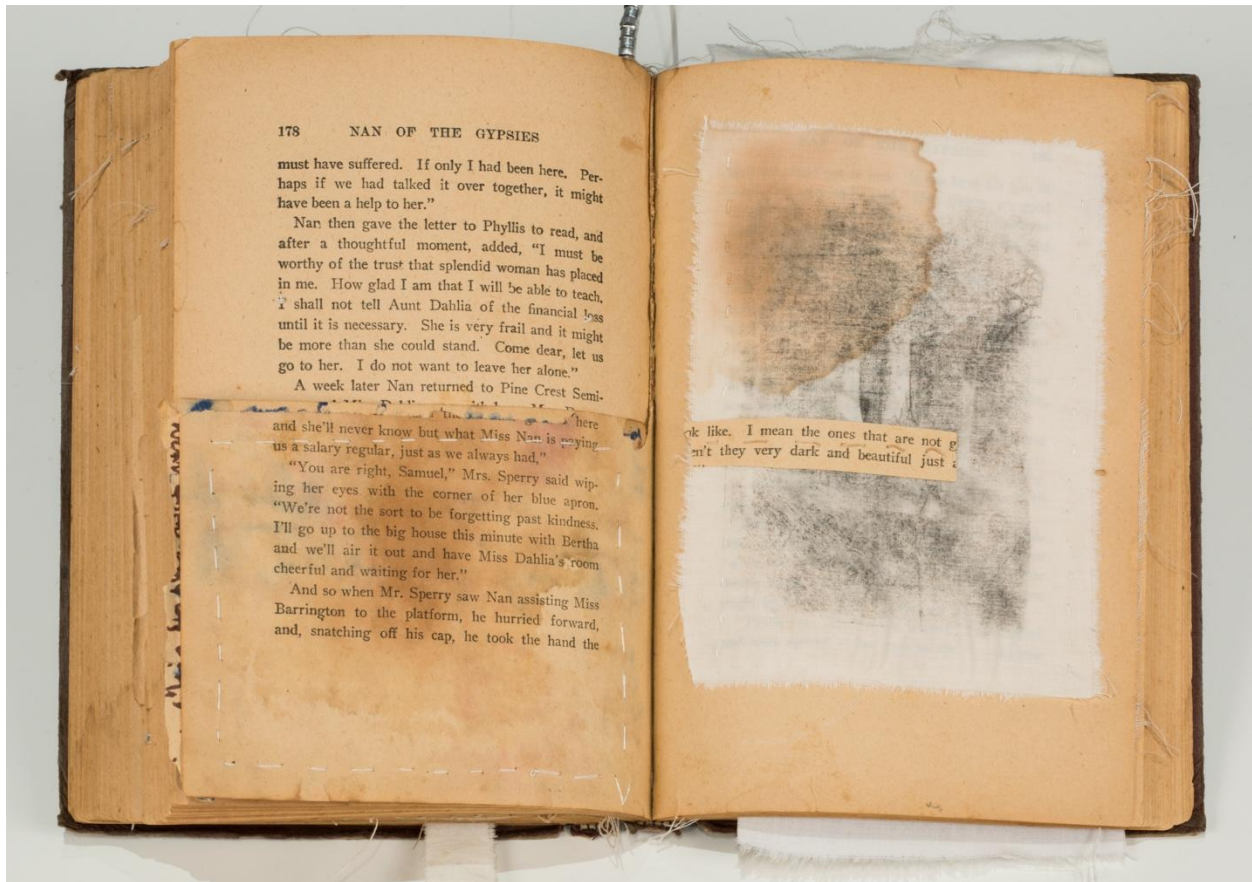 178 NAN OF THE GYPSIES
must have suffered. If only I had been here. Per-
haps if we had talked it over together, it might
have been a help to her."
Nan then gave the letter to Phyllis to read, and
after a thoughtful moment, added, "I must be
worthy of the trust that splendid woman has placed
in me. How glad I am that I will be able to teach.
I shall not tell Aunt Dahlia of the financial loss
until it is necessary. She is very frail and it might
be more than she could stand. Come dear, let us
go to her. I do not want to leave her alone."
A week later Nan returned to Pine Crest Semi-
here
and she'll never know but what Miss Nan is paying
us a salary regular, just as we always had,"
"You are right, Samuel," Mrs. Sperry said wip-
ing her eyes with the corner of her blue apron.
"We're not the sort to be forgetting past kindness.
I'll go up to the big house this minute with Bertha
and we'll air it out and have Miss Dahlia's room
cheerful and waiting for her."
And so when Mr. Sperry saw Nan assisting Miss
Barrington to the platform, he hurried forward,
and, snatching off his cap, he took the hand the
ok like. I mean the ones that are not g
en't they very dark and beautiful just a